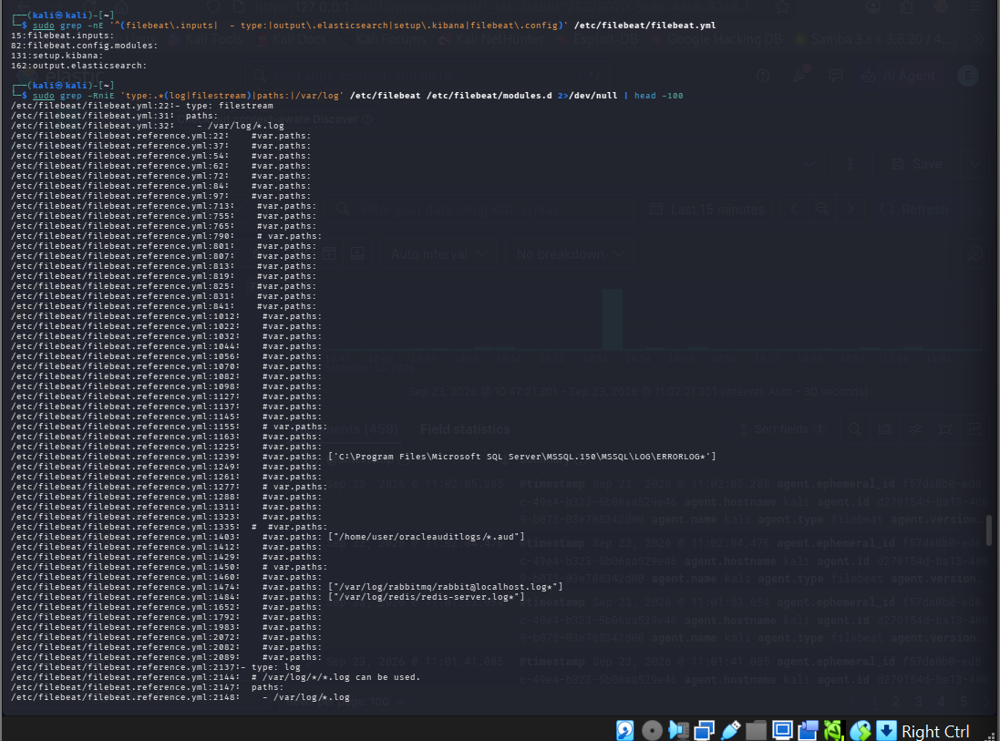 ┌──(kali㉿kali)-[~]
└─$ sudo grep -nE '^(filebeat\.inputs|  - type:|output\.elasticsearch|setup\.kibana|filebeat\.config)' /etc/filebeat/filebeat.yml
15:filebeat.inputs:
82:filebeat.config.modules:
131:setup.kibana:
162:output.elasticsearch:
┌──(kali㉿kali)-[~]
└─$ sudo grep -RniE 'type:.*(log|filestream)|paths:|/var/log' /etc/filebeat /etc/filebeat/modules.d 2>/dev/null | head -100
/etc/filebeat/filebeat.yml:22:- type: filestream
/etc/filebeat/filebeat.yml:31:  paths:
/etc/filebeat/filebeat.yml:32:    - /var/log/*.log
/etc/filebeat/filebeat.reference.yml:22:    #var.paths:
/etc/filebeat/filebeat.reference.yml:37:    #var.paths:
/etc/filebeat/filebeat.reference.yml:54:    #var.paths:
/etc/filebeat/filebeat.reference.yml:62:    #var.paths:
/etc/filebeat/filebeat.reference.yml:72:    #var.paths:
/etc/filebeat/filebeat.reference.yml:84:    #var.paths:
/etc/filebeat/filebeat.reference.yml:97:    #var.paths:
/etc/filebeat/filebeat.reference.yml:713:    #var.paths:
/etc/filebeat/filebeat.reference.yml:755:    #var.paths:
/etc/filebeat/filebeat.reference.yml:765:    #var.paths:
/etc/filebeat/filebeat.reference.yml:790:    # var.paths:
/etc/filebeat/filebeat.reference.yml:801:    #var.paths:
/etc/filebeat/filebeat.reference.yml:807:    #var.paths:
/etc/filebeat/filebeat.reference.yml:813:    #var.paths:
/etc/filebeat/filebeat.reference.yml:819:    #var.paths:
/etc/filebeat/filebeat.reference.yml:825:    #var.paths:
/etc/filebeat/filebeat.reference.yml:831:    #var.paths:
/etc/filebeat/filebeat.reference.yml:841:    #var.paths:
/etc/filebeat/filebeat.reference.yml:1012:    #var.paths:
/etc/filebeat/filebeat.reference.yml:1022:    #var.paths:
/etc/filebeat/filebeat.reference.yml:1032:    #var.paths:
/etc/filebeat/filebeat.reference.yml:1044:    #var.paths:
/etc/filebeat/filebeat.reference.yml:1056:    #var.paths:
/etc/filebeat/filebeat.reference.yml:1070:    #var.paths:
/etc/filebeat/filebeat.reference.yml:1082:    #var.paths:
/etc/filebeat/filebeat.reference.yml:1098:    #var.paths:
/etc/filebeat/filebeat.reference.yml:1127:    #var.paths:
/etc/filebeat/filebeat.reference.yml:1137:    #var.paths:
/etc/filebeat/filebeat.reference.yml:1145:    #var.paths:
/etc/filebeat/filebeat.reference.yml:1155:    # var.paths:
/etc/filebeat/filebeat.reference.yml:1163:    #var.paths:
/etc/filebeat/filebeat.reference.yml:1225:    #var.paths:
/etc/filebeat/filebeat.reference.yml:1239:    #var.paths: ['C:\Program Files\Microsoft SQL Server\MSSQL.150\MSSQL\LOG\ERRORLOG*']
/etc/filebeat/filebeat.reference.yml:1249:    #var.paths:
/etc/filebeat/filebeat.reference.yml:1261:    #var.paths:
/etc/filebeat/filebeat.reference.yml:1277:    # var.paths:
/etc/filebeat/filebeat.reference.yml:1288:    #var.paths:
/etc/filebeat/filebeat.reference.yml:1311:    #var.paths:
/etc/filebeat/filebeat.reference.yml:1323:    #var.paths:
/etc/filebeat/filebeat.reference.yml:1335:  #  #var.paths:
/etc/filebeat/filebeat.reference.yml:1403:    #var.paths: ["/home/user/oracleauditlogs/*.aud"]
/etc/filebeat/filebeat.reference.yml:1412:    #var.paths:
/etc/filebeat/filebeat.reference.yml:1429:    #var.paths:
/etc/filebeat/filebeat.reference.yml:1450:    # var.paths:
/etc/filebeat/filebeat.reference.yml:1460:    #var.paths:
/etc/filebeat/filebeat.reference.yml:1474:    #var.paths: ["/var/log/rabbitmq/rabbit@localhost.log*"]
/etc/filebeat/filebeat.reference.yml:1484:    #var.paths: ["/var/log/redis/redis-server.log*"]
/etc/filebeat/filebeat.reference.yml:1652:    #var.paths:
/etc/filebeat/filebeat.reference.yml:1792:    #var.paths:
/etc/filebeat/filebeat.reference.yml:1983:    #var.paths:
/etc/filebeat/filebeat.reference.yml:2072:    #var.paths:
/etc/filebeat/filebeat.reference.yml:2082:    #var.paths:
/etc/filebeat/filebeat.reference.yml:2089:    #var.paths:
/etc/filebeat/filebeat.reference.yml:2137:- type: log
/etc/filebeat/filebeat.reference.yml:2144:  # /var/log/*/*.log can be used.
/etc/filebeat/filebeat.reference.yml:2147:  paths:
/etc/filebeat/filebeat.reference.yml:2148:    - /var/log/*.log
Right Ctrl